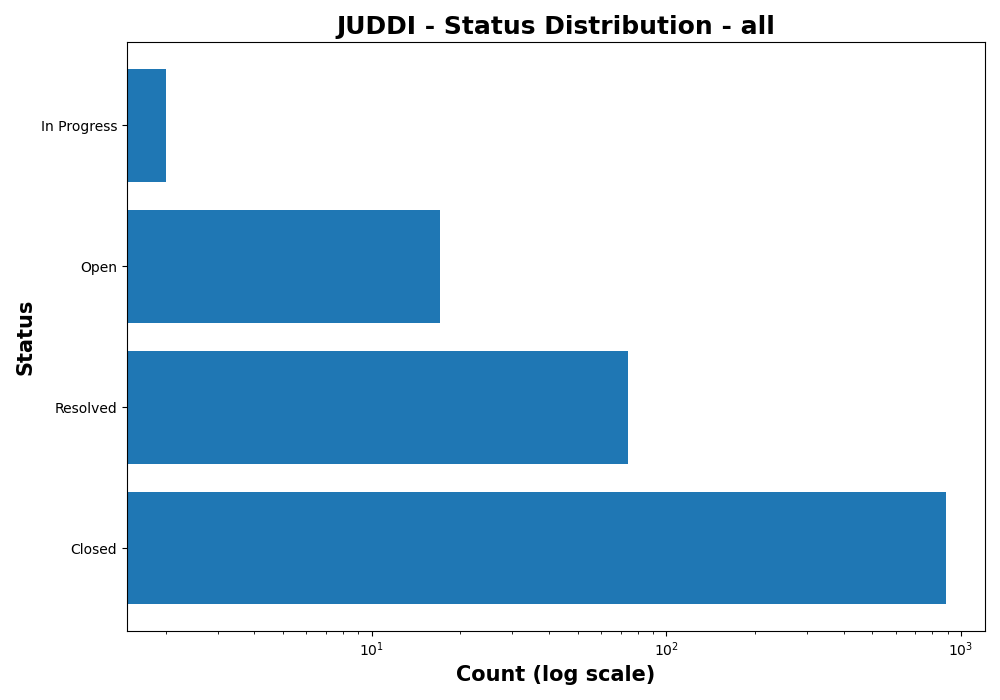 JUDDI - Status Distribution - all
In Progress
Open
Resolved
Closed
Status
10¹
10²
10³
Count (log scale)